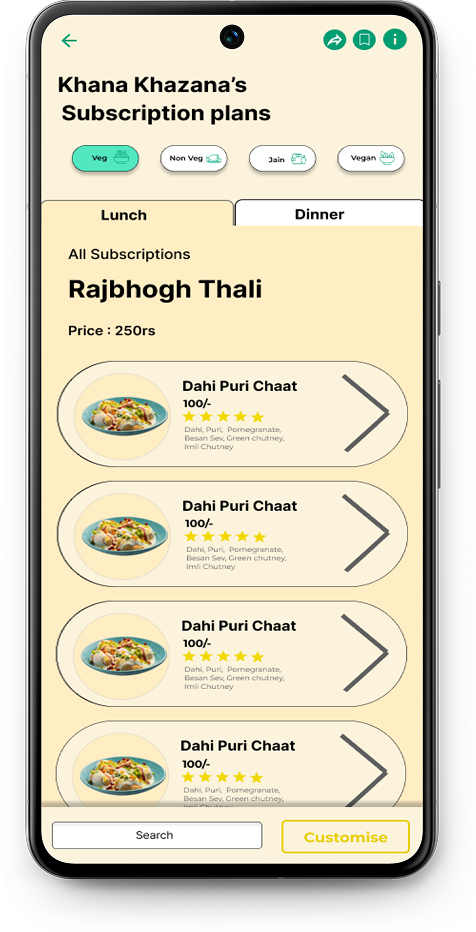 Khana Khazana's
Subscription plans
Veg
Non Veg
Jain
Vegan
Lunch
Dinner
All Subscriptions
Rajbhogh Thali
Price : 250rs
Dahi Puri Chaat
100/-
Dahi, Puri, Pomegranate,
Besan Sev, Green chutney,
Imli Chutney
Dahi Puri Chaat
100/-
Dahi, Puri, Pomegranate,
Besan Sev, Green chutney,
Imli Chutney
Dahi Puri Chaat
100/-
Dahi, Puri, Pomegranate,
Besan Sev, Green chutney,
Imli Chutney
Dahi Puri Chaat
100/-
Dahi, Puri, Pomegranate,
Besan Sev, Green chutney,
Search
Customise